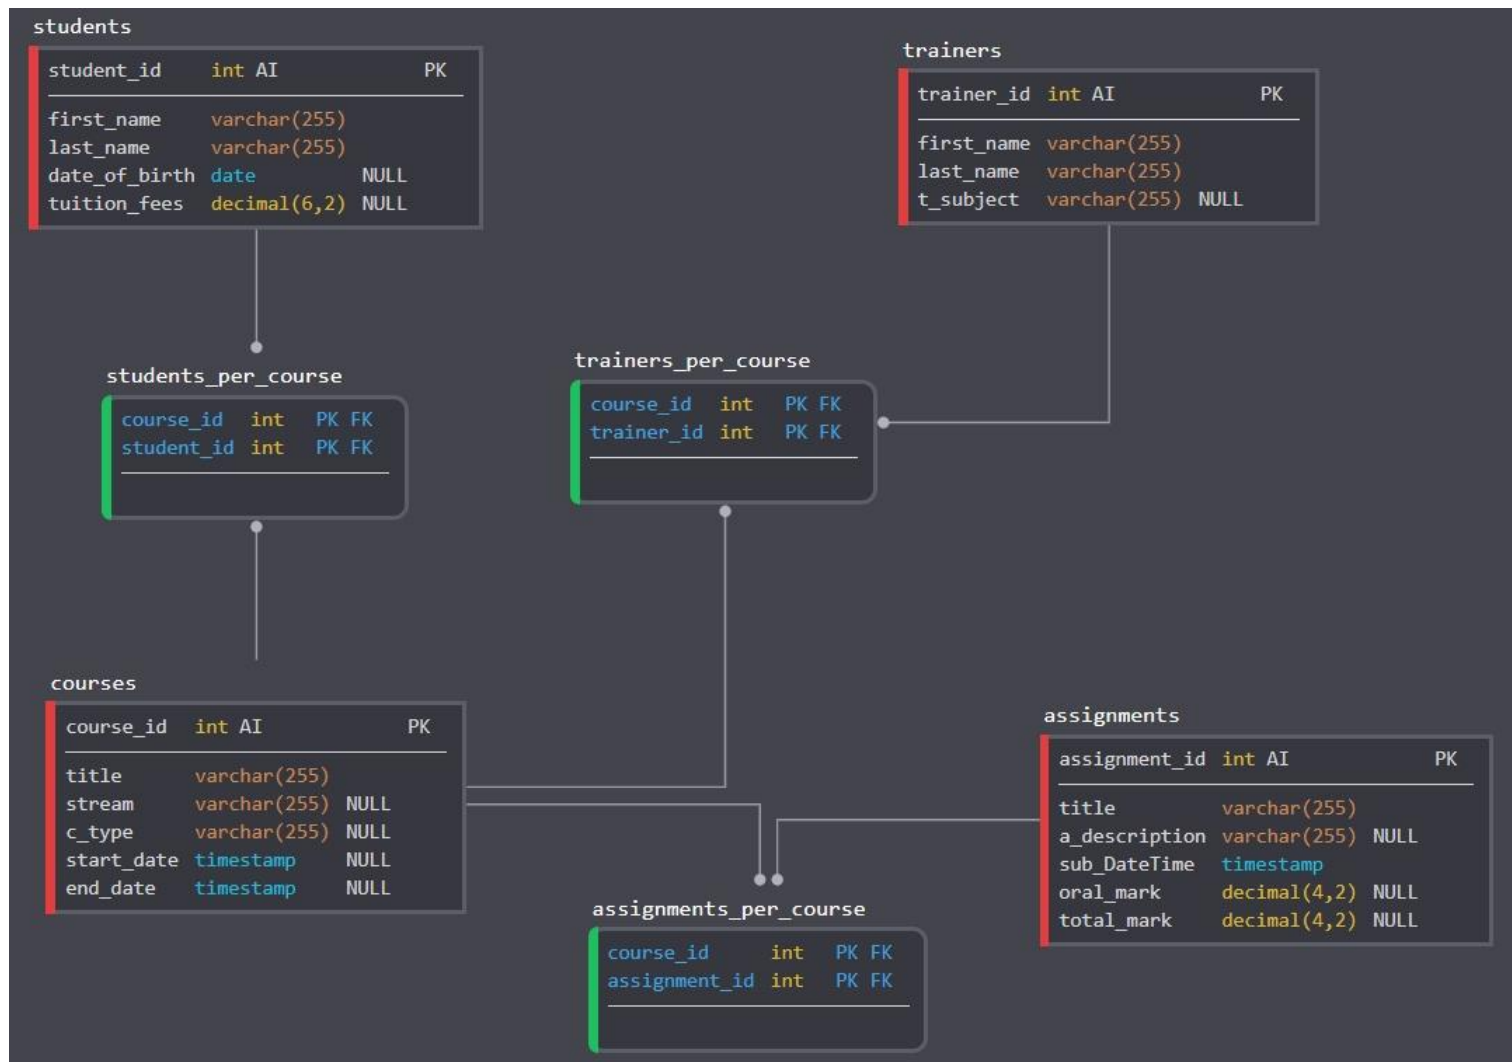 students
student_id int AI PK
first_name varchar(255)
last_name varchar(255)
date_of_birth date NULL
tuition_fees decimal(6,2) NULL
trainers
trainer_id int AI PK
first_name varchar(255)
last_name varchar(255)
t_subject varchar(255) NULL
students_per_course
course_id int PK FK
student_id int PK FK
trainers_per_course
course_id int PK FK
trainer_id int PK FK
courses
course_id int AI PK
title varchar(255)
stream varchar(255) NULL
c_type varchar(255) NULL
start_date timestamp NULL
end_date timestamp NULL
assignments
assignment_id int AI PK
title varchar(255)
a_description varchar(255) NULL
sub_DateTime timestamp
oral_mark decimal(4,2) NULL
total_mark decimal(4,2) NULL
assignments_per_course
course_id int PK FK
assignment_id int PK FK